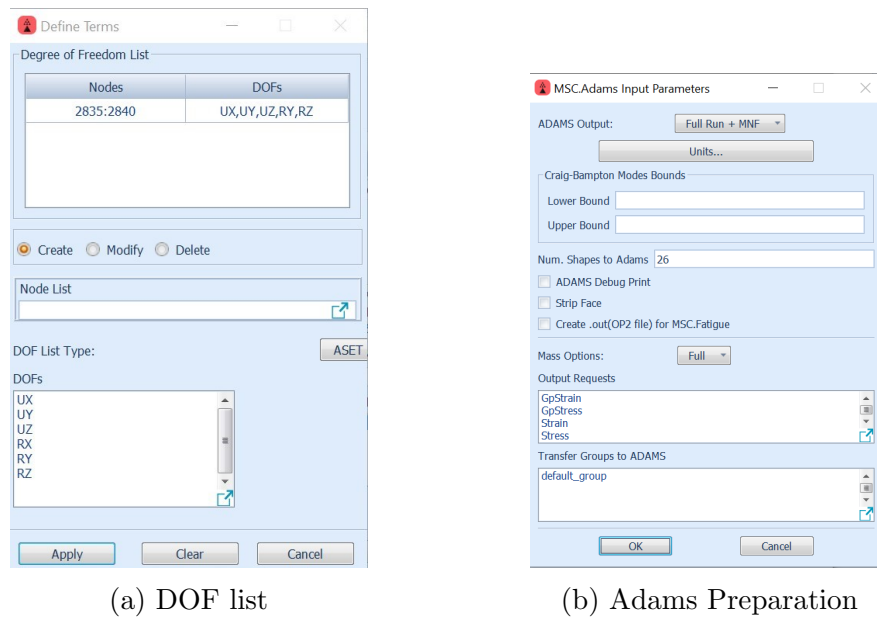 Define Terms
Degree of Freedom List
Nodes DOFs
2835:2840 UX,UY,UZ,RY,RZ
Create Modify Delete
Node List
DOF List Type: ASET
DOFs
UX
UY
UZ
RX
RY
RZ
Apply Clear Cancel
(a) DOF list
MSC.Adams Input Parameters
ADAMS Output: Full Run + MNF
Units...
Craig-Bampton Modes Bounds
Lower Bound
Upper Bound
Num. Shapes to Adams 26
ADAMS Debug Print
Strip Face
Create .out(OP2 file) for MSC.Fatigue
Mass Options: Full
Output Requests
GpStrain
GpStress
Strain
Stress
Transfer Groups to ADAMS
default_group
OK Cancel
(b) Adams Preparation